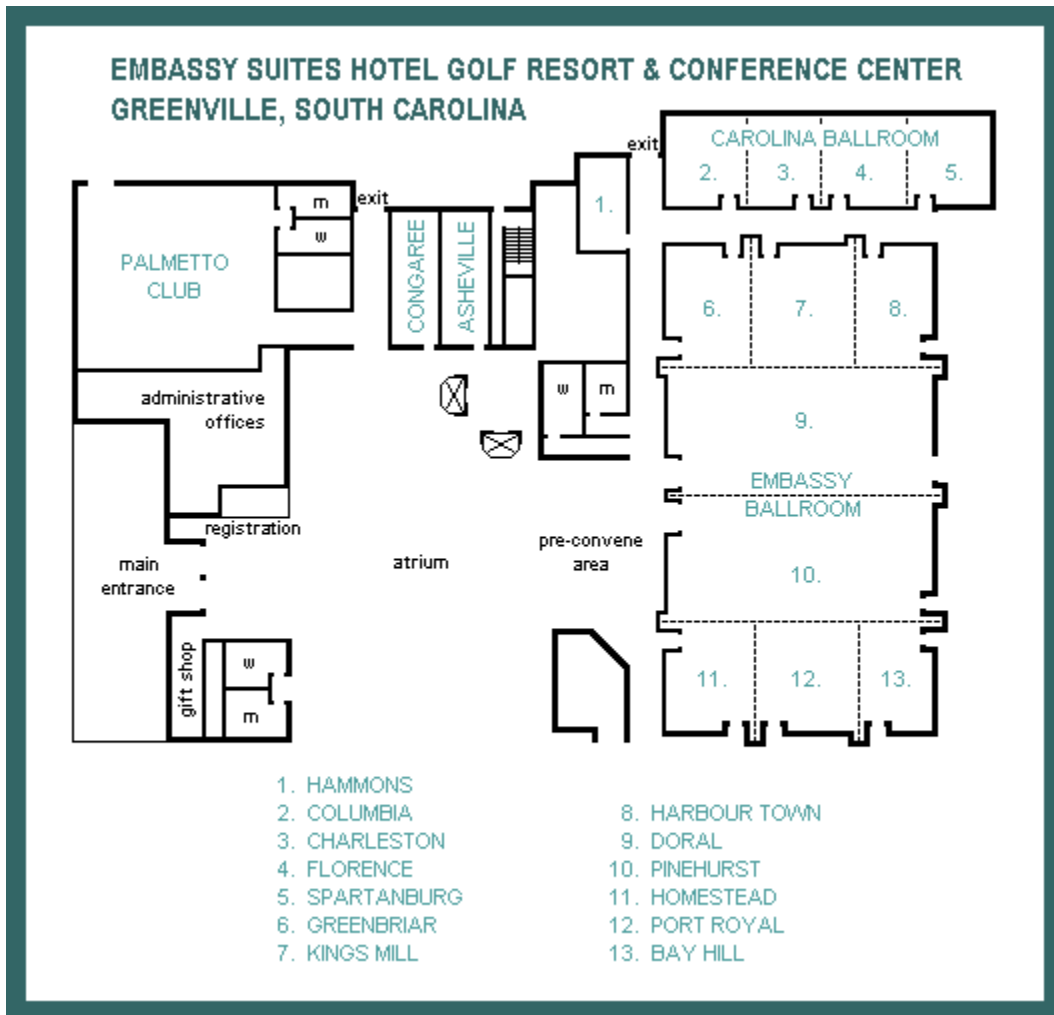 EMBASSY SUITES HOTEL GOLF RESORT & CONFERENCE CENTER
GREENVILLE, SOUTH CAROLINA
exit
CAROLINA BALLROOM
2. 3. 4. 5.
m
exit
1.
w
PALMETTO
CLUB
CONGAREE
ASHEVILLE
6. 7. 8.
administrative
offices
w m
9.
EMBASSY
BALLROOM
registration
main
entrance
atrium
pre-convene
area
10.
gift shop
w
m
11. 12. 13.
1. HAMMONS
2. COLUMBIA
3. CHARLESTON
4. FLORENCE
5. SPARTANBURG
6. GREENBRIAR
7. KINGS MILL
8. HARBOUR TOWN
9. DORAL
10. PINEHURST
11. HOMESTEAD
12. PORT ROYAL
13. BAY HILL